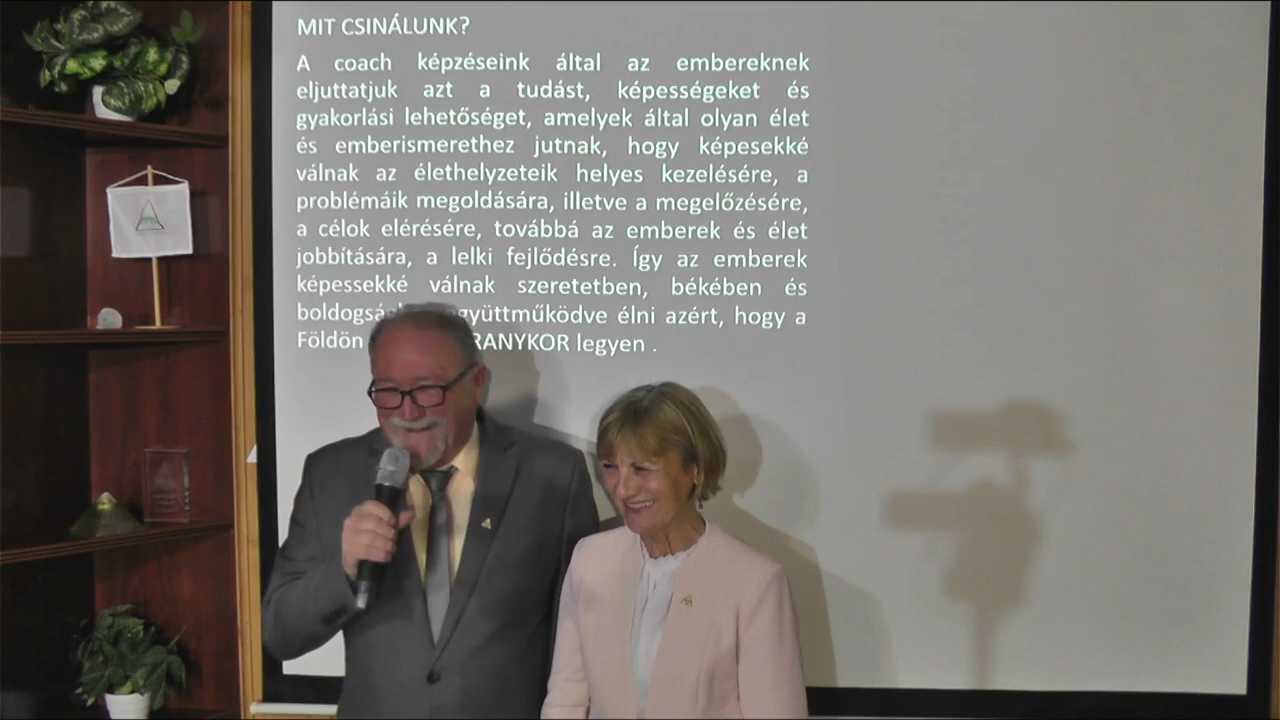 MIT CSINÁLUNK?
A coach képzéseink által az embereknek
eljuttatjuk azt a tudást, képességeket és
gyakorlási lehetőséget, amelyek által olyan élet
és emberismerethez jutnak, hogy képesekké
válnak az élethelyzeteik helyes kezelésére, a
problémáik megoldására, illetve a megelőzésére,
a célok elérésére, továbbá az emberek és élet
jobbítására, a lelki fejlődésre. Így az emberek
képessekké válnak szeretetben, békében és
élni azért, hogy a
Földön legyen .